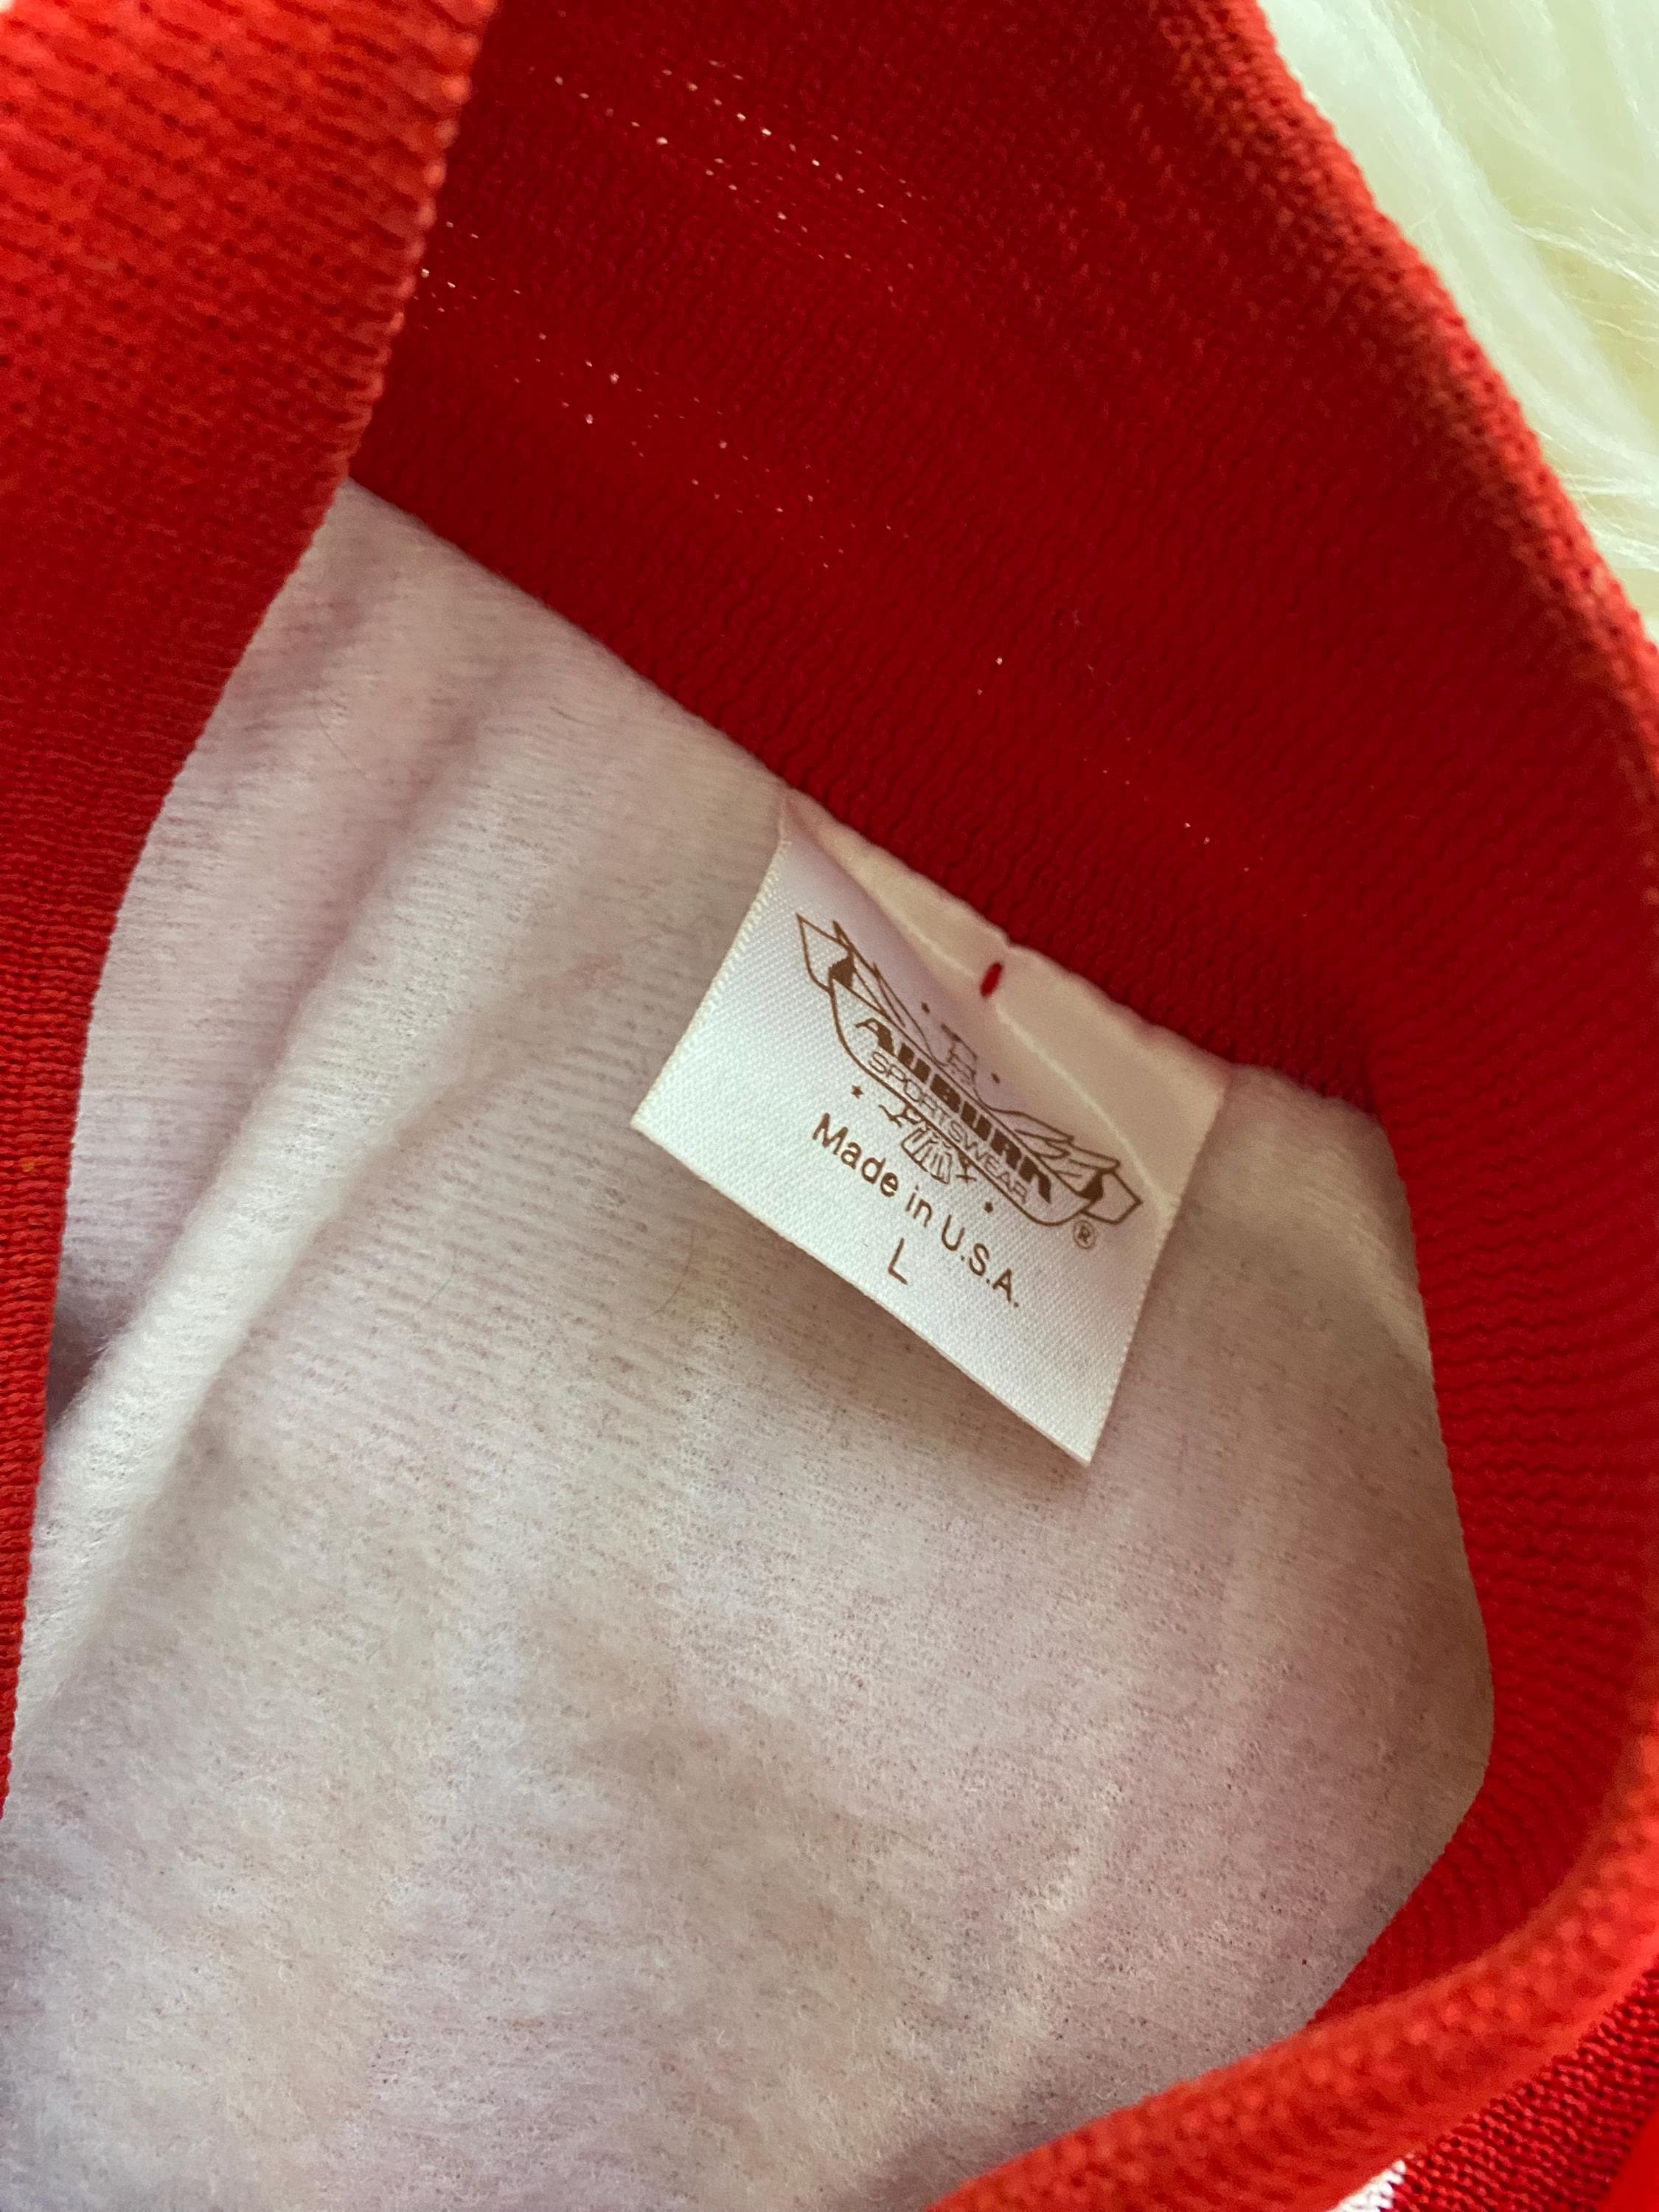 AUBURN
SPORTSWEAR
®
Made in U.S.A.
L